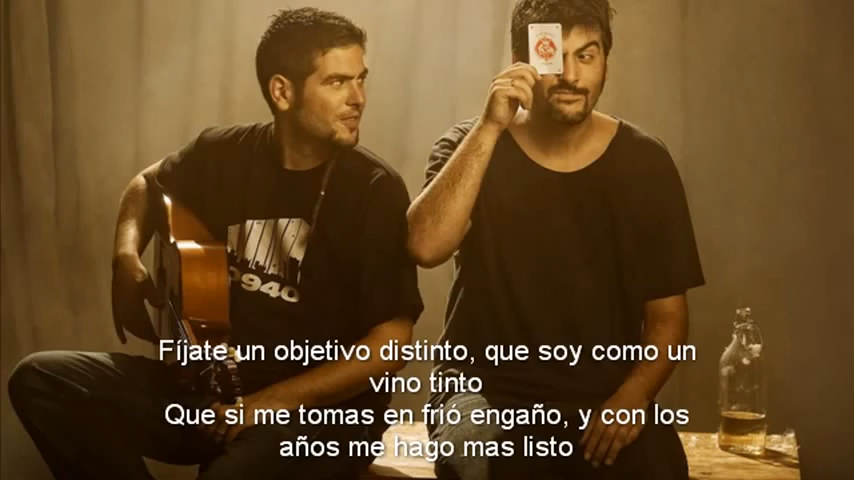 0940
Fíjate un objetivo distinto, que soy como un
vino tinto
Que si me tomas en frió engaño, y con los
años me hago mas listo